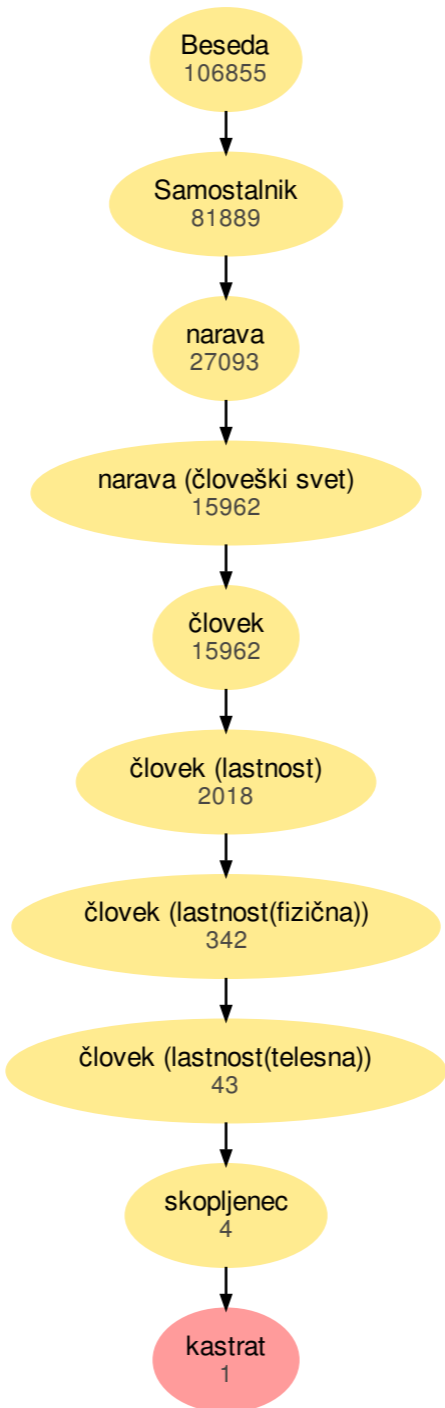 Beseda
106855
Samostalnik
81889
narava
27093
narava (človeški svet)
15962
človek
15962
človek (lastnost)
2018
človek (lastnost(fizična))
342
človek (lastnost(telesna))
43
skopljenec
4
kastrat
1